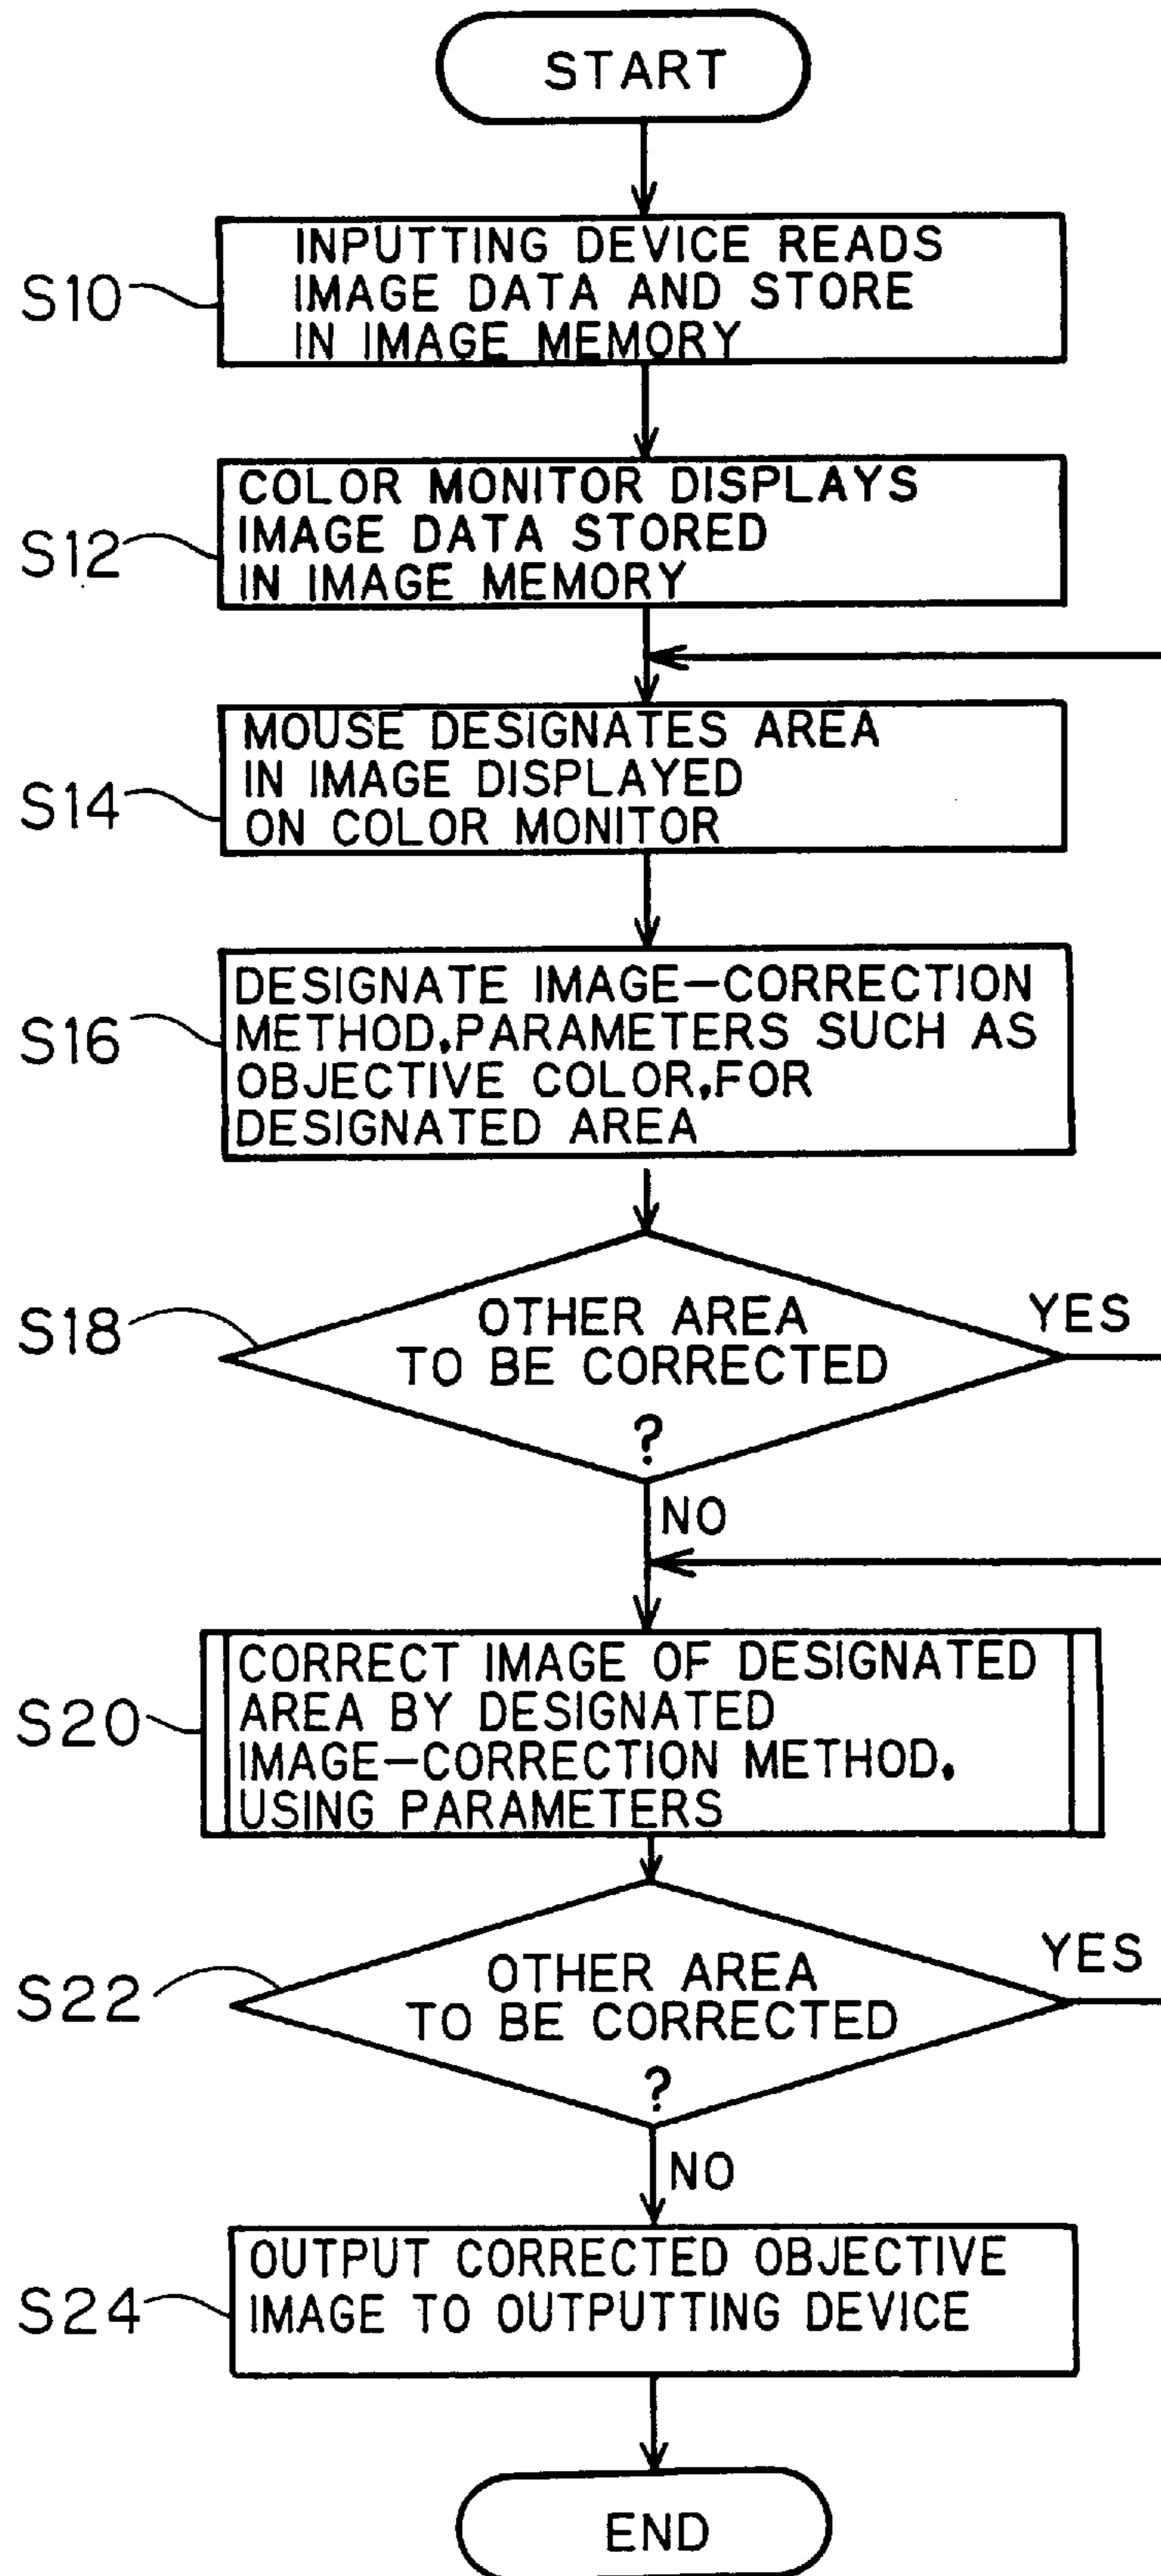 START
INPUTTING DEVICE READS
IMAGE DATA AND STORE
IN IMAGE MEMORY
S10
COLOR MONITOR DISPLAYS
IMAGE DATA STORED
IN IMAGE MEMORY
S12
MOUSE DESIGNATES AREA
IN IMAGE DISPLAYED
ON COLOR MONITOR
S14
DESIGNATE IMAGE-CORRECTION
METHOD, PARAMETERS SUCH AS
OBJECTIVE COLOR, FOR
DESIGNATED AREA
S16
OTHER AREA
TO BE CORRECTED
?
S18
YES
NO
CORRECT IMAGE OF DESIGNATED
AREA BY DESIGNATED
IMAGE-CORRECTION METHOD,
USING PARAMETERS
S20
OTHER AREA
TO BE CORRECTED
?
S22
YES
NO
OUTPUT CORRECTED OBJECTIVE
IMAGE TO OUTPUTTING DEVICE
S24
END